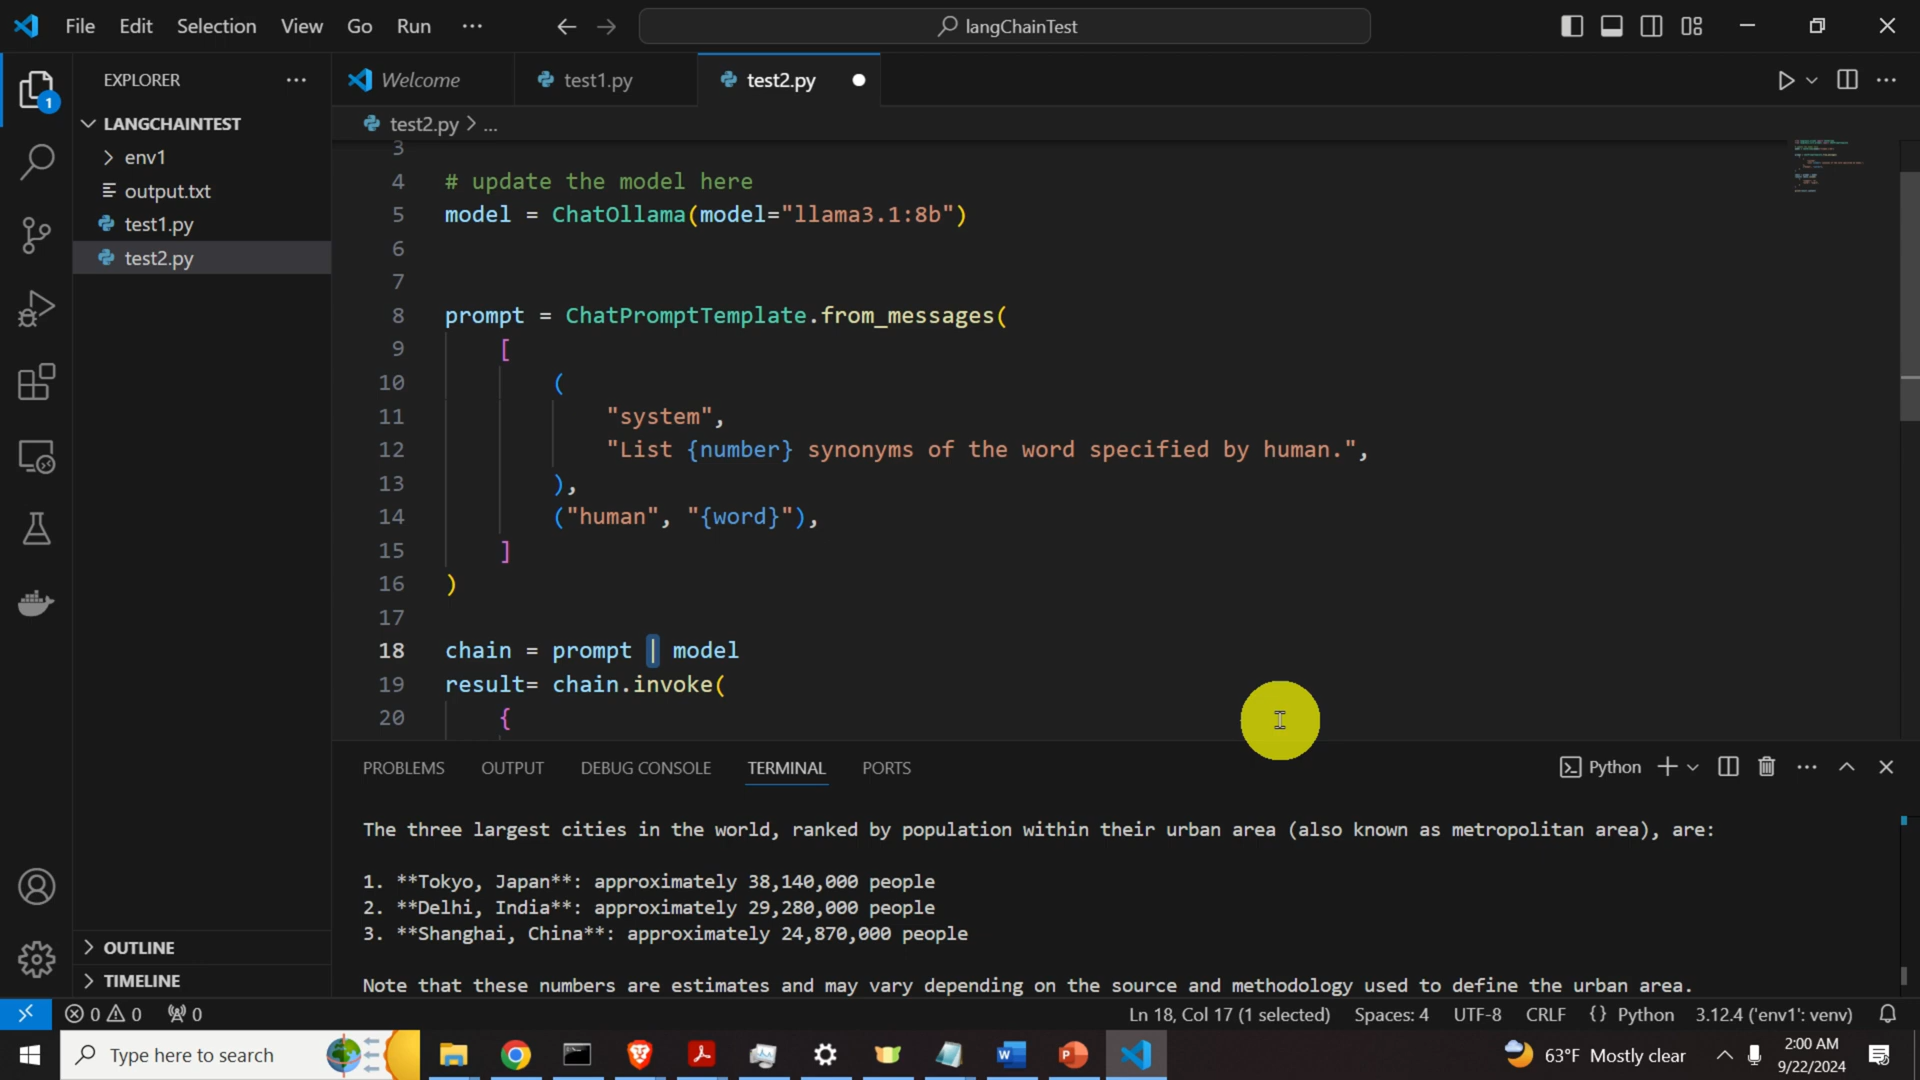 File Edit Selection View Go Run ...
langChainTest
EXPLORER
Welcome
test1.py
test2.py
1
LANGCHAINTEST
env1
output.txt
test1.py
test2.py
OUTLINE
TIMELINE
test2.py > ...
3
4 # update the model here
5 model = ChatOllama(model="llama3.1:8b")
6
7
8 prompt = ChatPromptTemplate.from_messages(
9 [
10 (
11 "system",
12 "List {number} synonyms of the word specified by human.",
13 ),
14 ("human", "{word}"),
15 ]
16 )
17
18 chain = prompt | model
19 result= chain.invoke(
20 {
PROBLEMS OUTPUT DEBUG CONSOLE TERMINAL PORTS
Python
The three largest cities in the world, ranked by population within their urban area (also known as metropolitan area), are:
1. **Tokyo, Japan**: approximately 38,140,000 people
2. **Delhi, India**: approximately 29,280,000 people
3. **Shanghai, China**: approximately 24,870,000 people
Note that these numbers are estimates and may vary depending on the source and methodology used to define the urban area.
0 0 0
Ln 18, Col 17 (1 selected) Spaces: 4 UTF-8 CRLF {} Python 3.12.4 ('env1': venv)
Type here to search
63°F Mostly clear
2:00 AM
9/22/2024